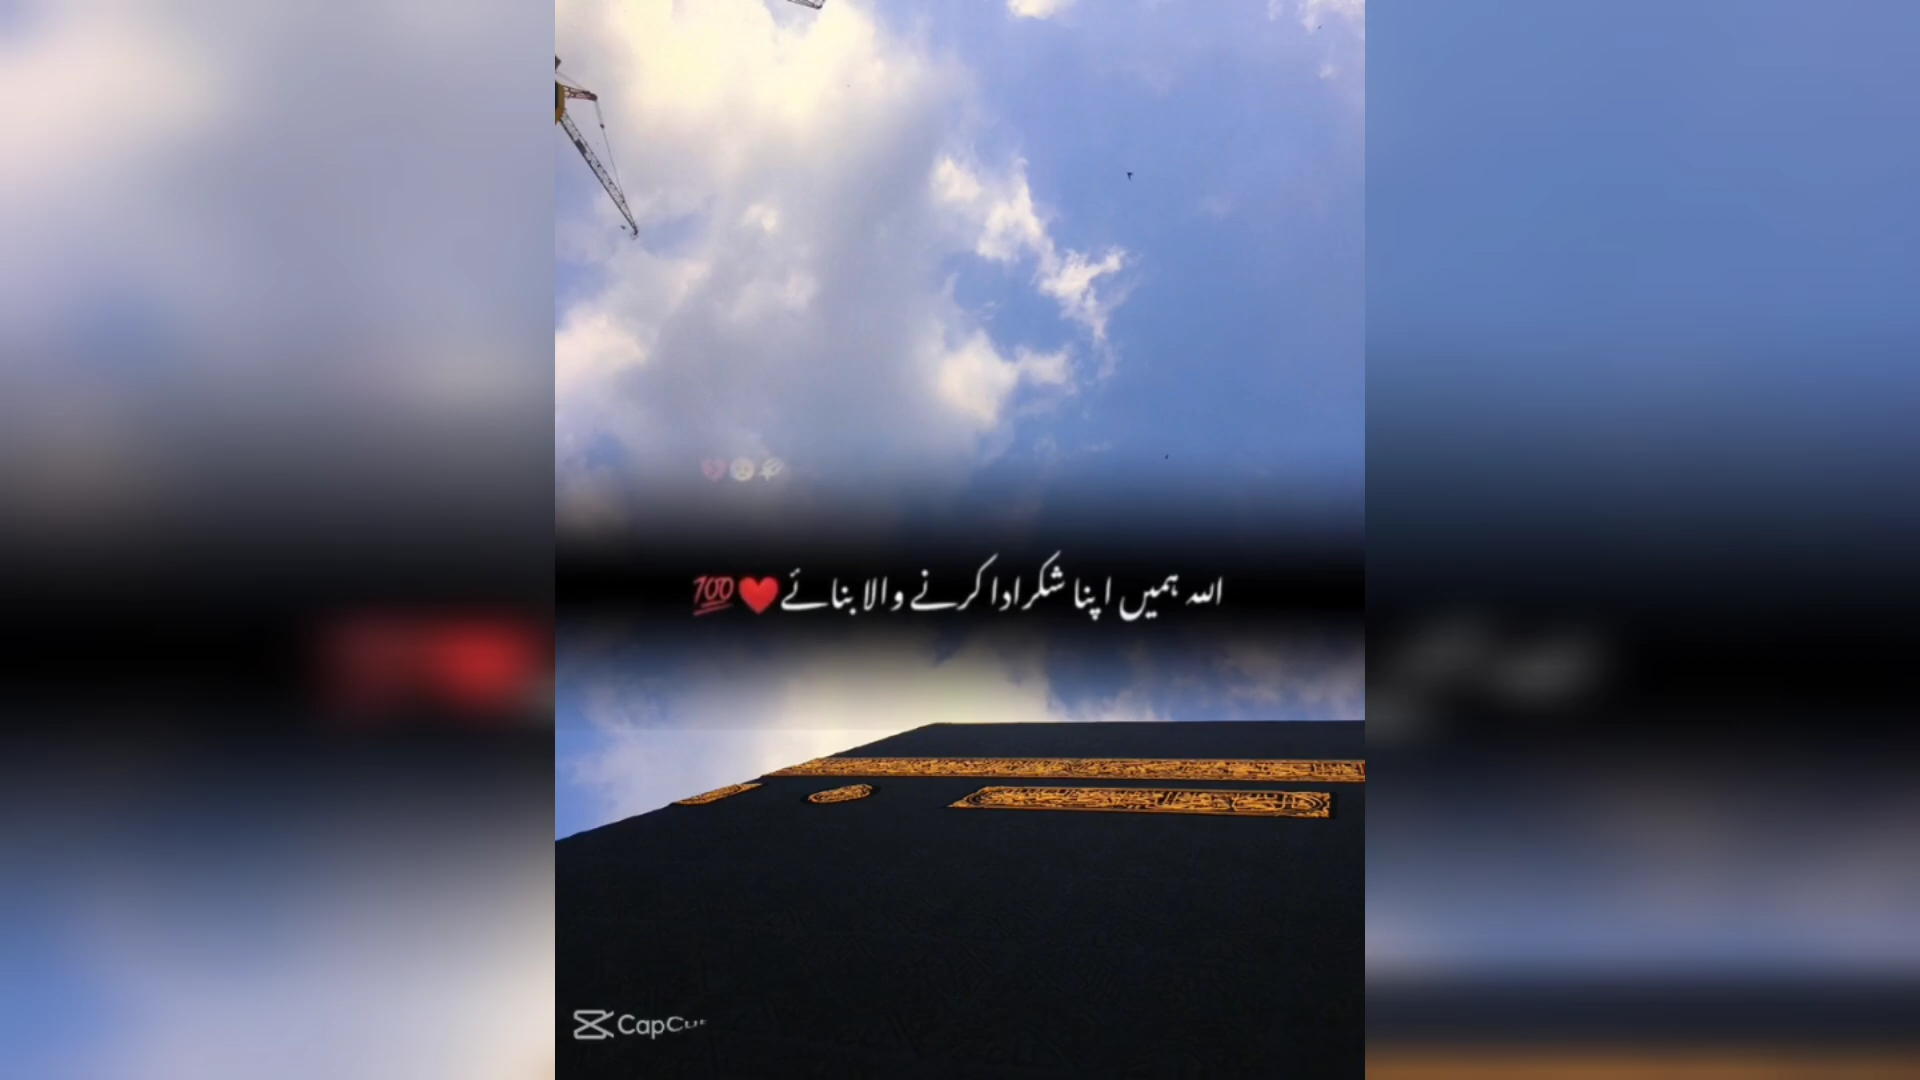 💔😢🥀
اللہ ہمیں اپنا شکر ادا کرنے والا بنائے❤️💯
CapCut